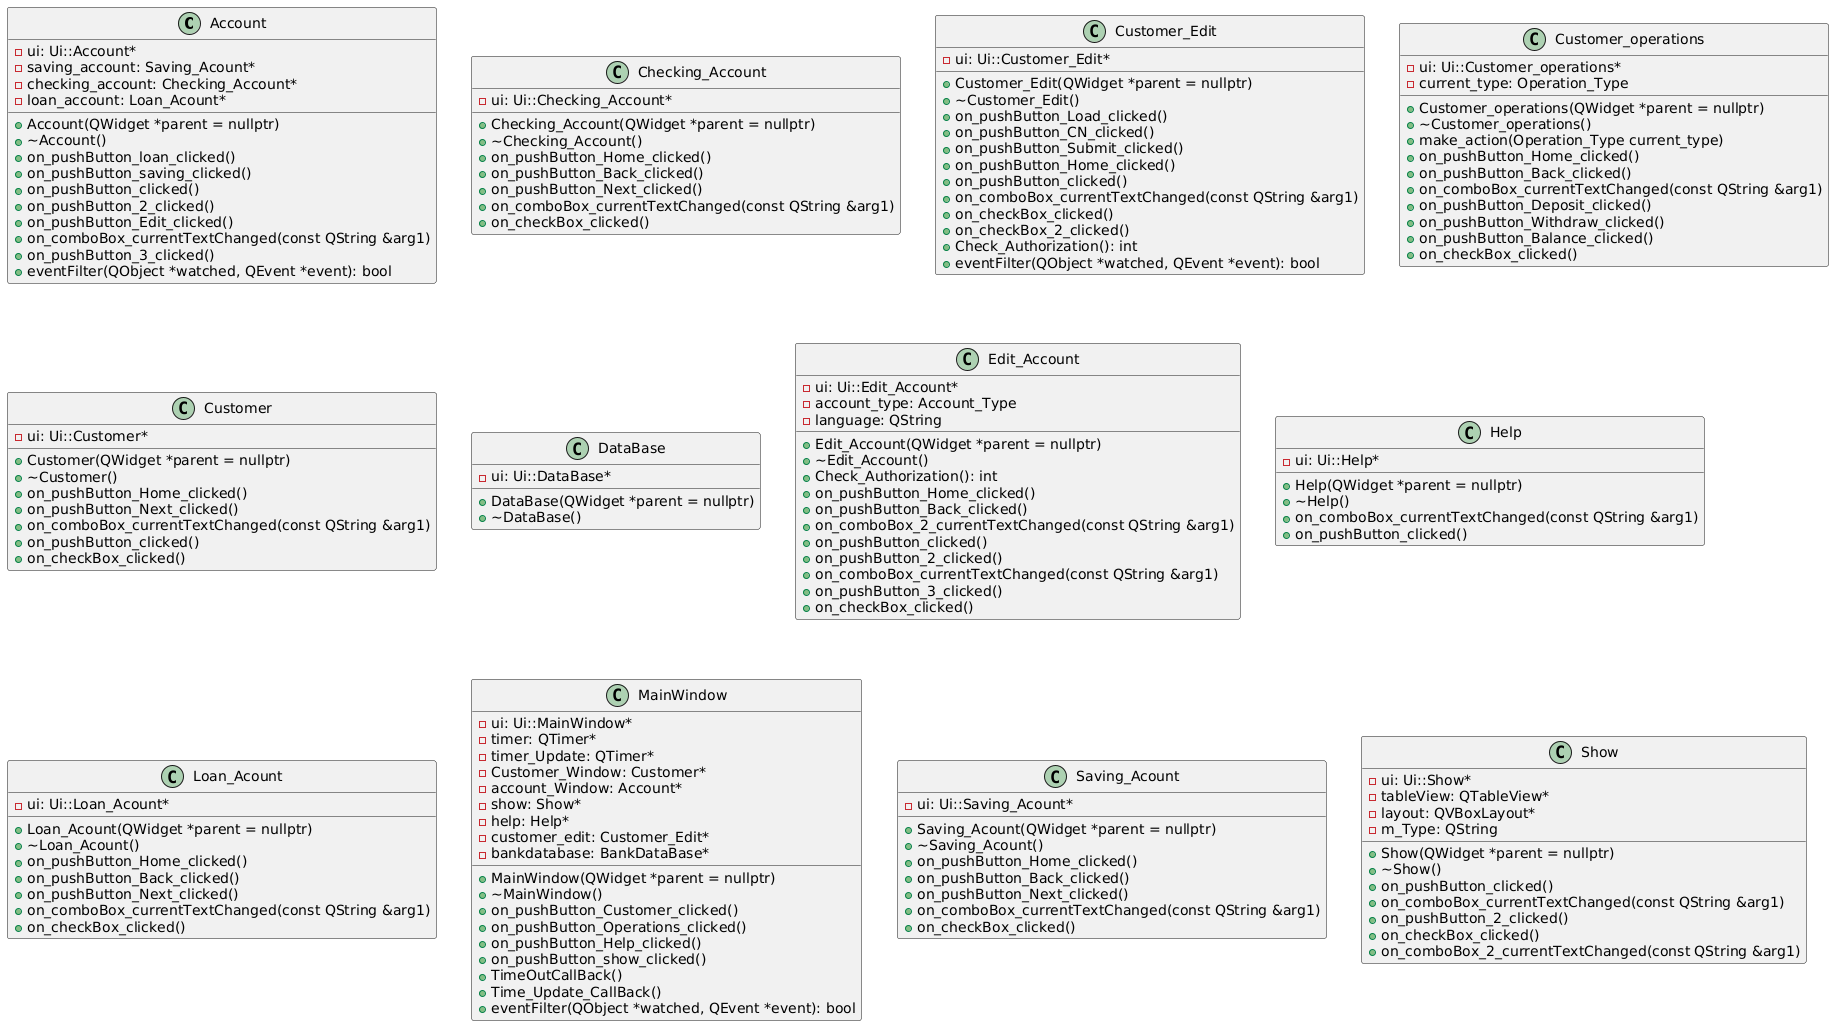 Account
ui: Ui::Account*
saving_account: Saving_Acount*
checking_account: Checking_Account*
loan_account: Loan_Acount*
Account(QWidget *parent = nullptr)
~Account()
on_pushButton_loan_clicked()
on_pushButton_saving_clicked()
on_pushButton_clicked()
on_pushButton_2_clicked()
on_pushButton_Edit_clicked()
on_comboBox_currentTextChanged(const QString &arg1)
on_pushButton_3_clicked()
eventFilter(QObject *watched, QEvent *event): bool
Checking_Account
ui: Ui::Checking_Account*
Checking_Account(QWidget *parent = nullptr)
~Checking_Account()
on_pushButton_Home_clicked()
on_pushButton_Back_clicked()
on_pushButton_Next_clicked()
on_comboBox_currentTextChanged(const QString &arg1)
on_checkBox_clicked()
Customer_Edit
ui: Ui::Customer_Edit*
Customer_Edit(QWidget *parent = nullptr)
~Customer_Edit()
on_pushButton_Load_clicked()
on_pushButton_CN_clicked()
on_pushButton_Submit_clicked()
on_pushButton_Home_clicked()
on_pushButton_clicked()
on_comboBox_currentTextChanged(const QString &arg1)
on_checkBox_clicked()
on_checkBox_2_clicked()
Check_Authorization(): int
eventFilter(QObject *watched, QEvent *event): bool
Customer_operations
ui: Ui::Customer_operations*
current_type: Operation_Type
Customer_operations(QWidget *parent = nullptr)
~Customer_operations()
make_action(Operation_Type current_type)
on_pushButton_Home_clicked()
on_pushButton_Back_clicked()
on_comboBox_currentTextChanged(const QString &arg1)
on_pushButton_Deposit_clicked()
on_pushButton_Withdraw_clicked()
on_pushButton_Balance_clicked()
on_checkBox_clicked()
Customer
ui: Ui::Customer*
Customer(QWidget *parent = nullptr)
~Customer()
on_pushButton_Home_clicked()
on_pushButton_Next_clicked()
on_comboBox_currentTextChanged(const QString &arg1)
on_pushButton_clicked()
on_checkBox_clicked()
DataBase
ui: Ui::DataBase*
DataBase(QWidget *parent = nullptr)
~DataBase()
Edit_Account
ui: Ui::Edit_Account*
account_type: Account_Type
language: QString
Edit_Account(QWidget *parent = nullptr)
~Edit_Account()
Check_Authorization(): int
on_pushButton_Home_clicked()
on_pushButton_Back_clicked()
on_comboBox_2_currentTextChanged(const QString &arg1)
on_pushButton_clicked()
on_pushButton_2_clicked()
on_comboBox_currentTextChanged(const QString &arg1)
on_pushButton_3_clicked()
on_checkBox_clicked()
Help
ui: Ui::Help*
Help(QWidget *parent = nullptr)
~Help()
on_comboBox_currentTextChanged(const QString &arg1)
on_pushButton_clicked()
Loan_Acount
ui: Ui::Loan_Acount*
Loan_Acount(QWidget *parent = nullptr)
~Loan_Acount()
on_pushButton_Home_clicked()
on_pushButton_Back_clicked()
on_pushButton_Next_clicked()
on_comboBox_currentTextChanged(const QString &arg1)
on_checkBox_clicked()
MainWindow
ui: Ui::MainWindow*
timer: QTimer*
timer_Update: QTimer*
Customer_Window: Customer*
account_Window: Account*
show: Show*
help: Help*
customer_edit: Customer_Edit*
bankdatabase: BankDataBase*
MainWindow(QWidget *parent = nullptr)
~MainWindow()
on_pushButton_Customer_clicked()
on_pushButton_Operations_clicked()
on_pushButton_Help_clicked()
on_pushButton_show_clicked()
TimeOutCallBack()
Time_Update_CallBack()
eventFilter(QObject *watched, QEvent *event): bool
Saving_Acount
ui: Ui::Saving_Acount*
Saving_Acount(QWidget *parent = nullptr)
~Saving_Acount()
on_pushButton_Home_clicked()
on_pushButton_Back_clicked()
on_pushButton_Next_clicked()
on_comboBox_currentTextChanged(const QString &arg1)
on_checkBox_clicked()
Show
ui: Ui::Show*
tableView: QTableView*
layout: QVBoxLayout*
m_Type: QString
Show(QWidget *parent = nullptr)
~Show()
on_pushButton_clicked()
on_comboBox_currentTextChanged(const QString &arg1)
on_pushButton_2_clicked()
on_checkBox_clicked()
on_comboBox_2_currentTextChanged(const QString &arg1)